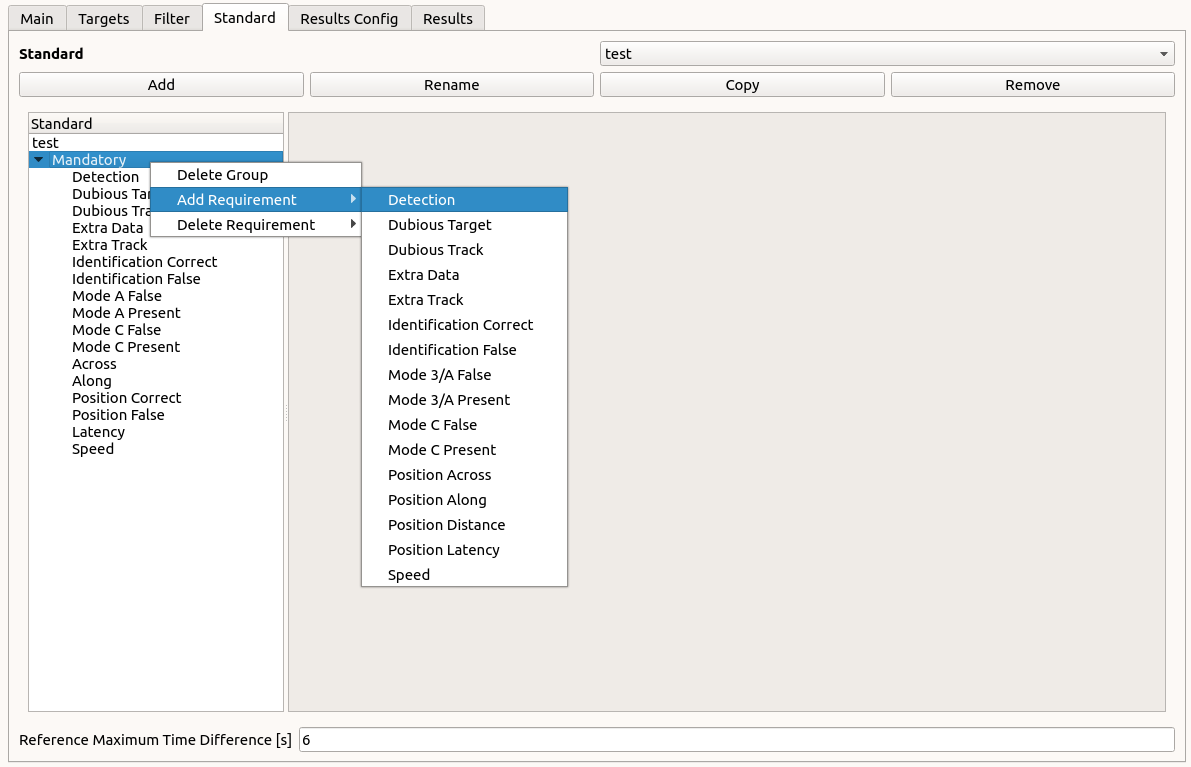 Main Targets Filter Standard Results Config Results
Standard test
Add Rename Copy Remove
Standard
test
Mandatory
Detection
Dubious Tar
Dubious Tra
Extra Data
Extra Track
Identification Correct
Identification False
Mode A False
Mode A Present
Mode C False
Mode C Present
Across
Along
Position Correct
Position False
Latency
Speed
Delete Group
Add Requirement
Delete Requirement
Detection
Dubious Target
Dubious Track
Extra Data
Extra Track
Identification Correct
Identification False
Mode 3/A False
Mode 3/A Present
Mode C False
Mode C Present
Position Across
Position Along
Position Distance
Position Latency
Speed
Reference Maximum Time Difference [s] 6